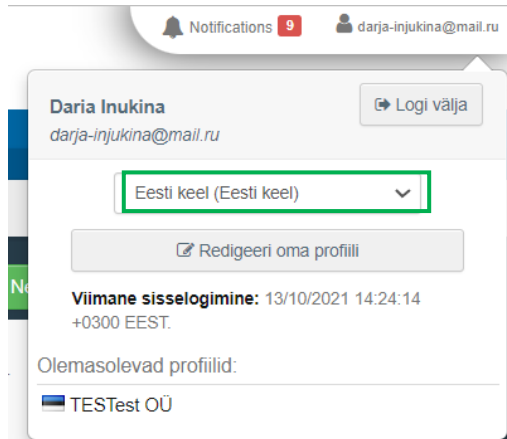 Notifications 9 darja-injukina@mail.ru
Daria Inukina
Logi välja
darja-injukina@mail.ru
Eesti keel (Eesti keel)
Redigeeri oma profiili
Ne
Viimane sisselogimine: 13/10/2021 14:24:14
+0300 EEST.
Olemasolevad profiilid:
TESTest OÜ